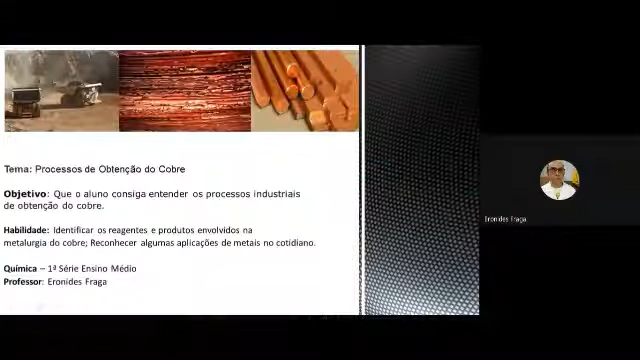 Tema: Processos de Obtenção do Cobre
Objetivo: Que o aluno consiga entender os processos industriais
de obtenção do cobre.
Habilidade: Identificar os reagentes e produtos envolvidos na
metalurgia do cobre; Reconhecer algumas aplicações de metais no cotidiano.
Química – 1ª Série Ensino Médio
Professor: Eronides Fraga
Eronides Fraga